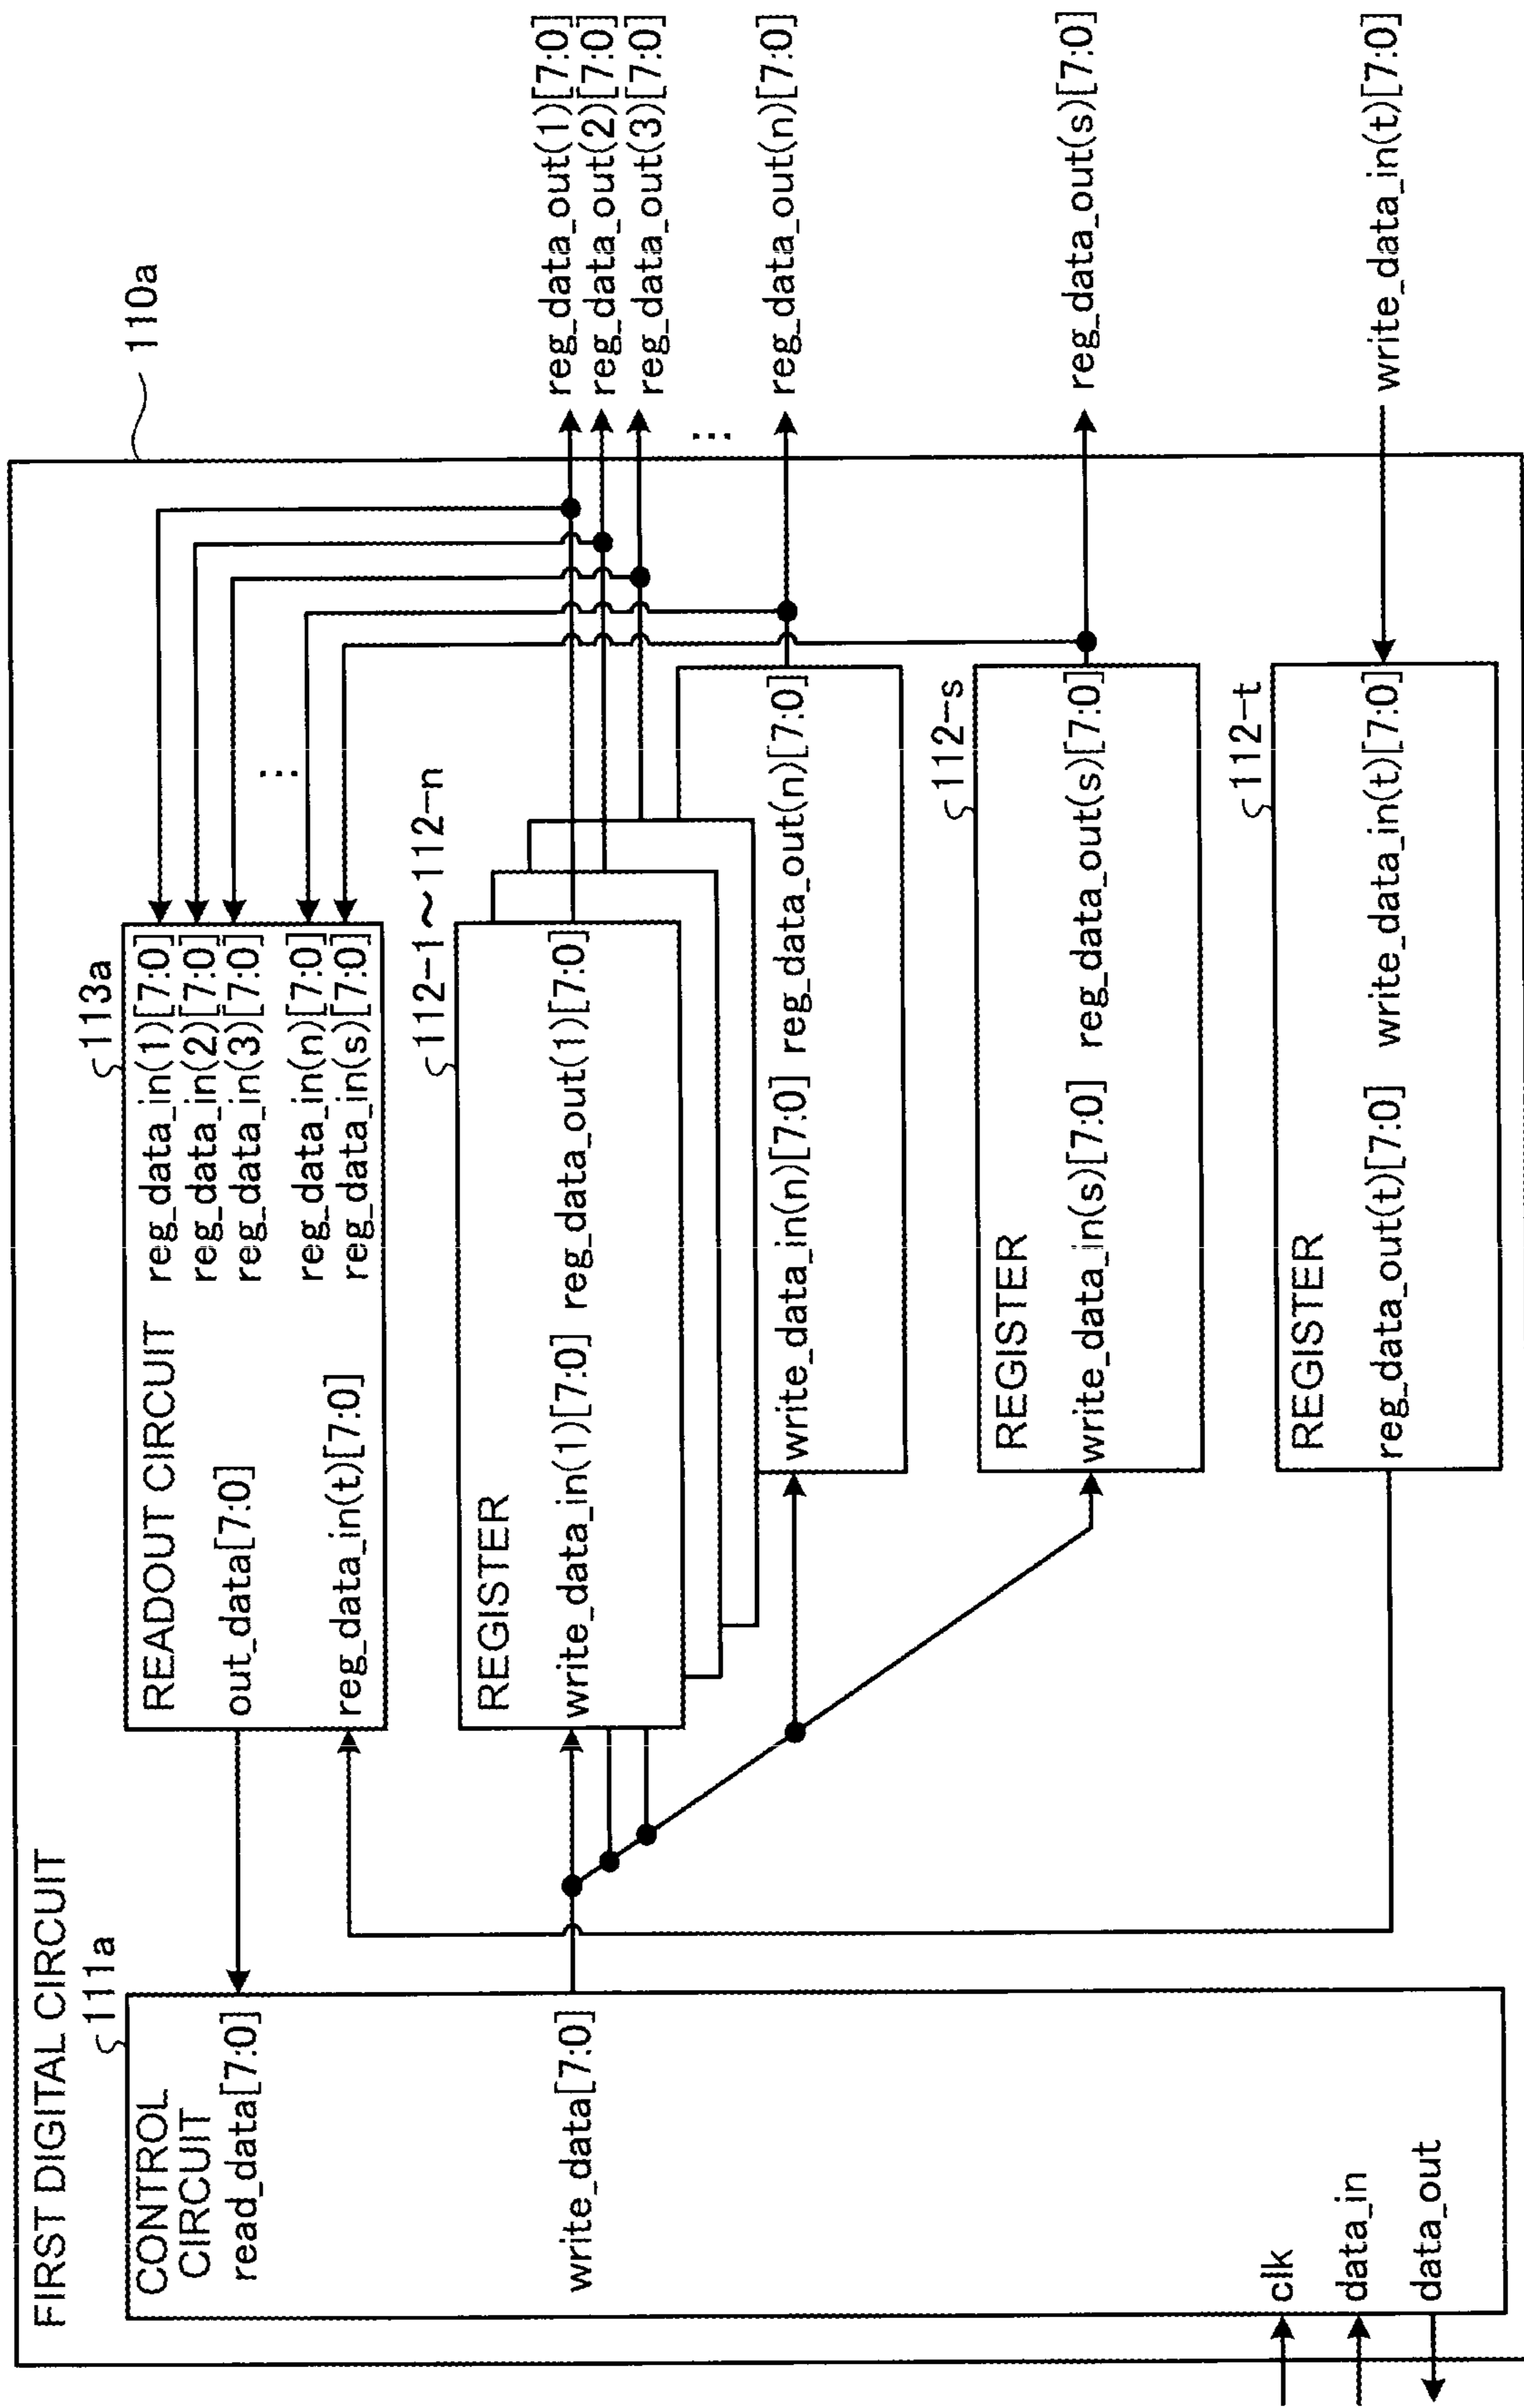 FIRST DIGITAL CIRCUIT
110a
111a
CONTROL
CIRCUIT
read_data[7:0]
write_data[7:0]
clk
data_in
data_out
113a
READOUT CIRCUIT
out_data[7:0]
reg_data_in(t)[7:0]
reg_data_in(1)[7:0]
reg_data_in(2)[7:0]
reg_data_in(3)[7:0]
reg_data_in(n)[7:0]
reg_data_in(s)[7:0]
...
112-1~112-n
REGISTER
write_data_in(1)[7:0] reg_data_out(1)[7:0]
write_data_in(n)[7:0] reg_data_out(n)[7:0]
112-s
REGISTER
write_data_in(s)[7:0] reg_data_out(s)[7:0]
112-t
REGISTER
reg_data_out(t)[7:0] write_data_in(t)[7:0]
reg_data_out(1)[7:0]
reg_data_out(2)[7:0]
reg_data_out(3)[7:0]
...
reg_data_out(n)[7:0]
reg_data_out(s)[7:0]
write_data_in(t)[7:0]